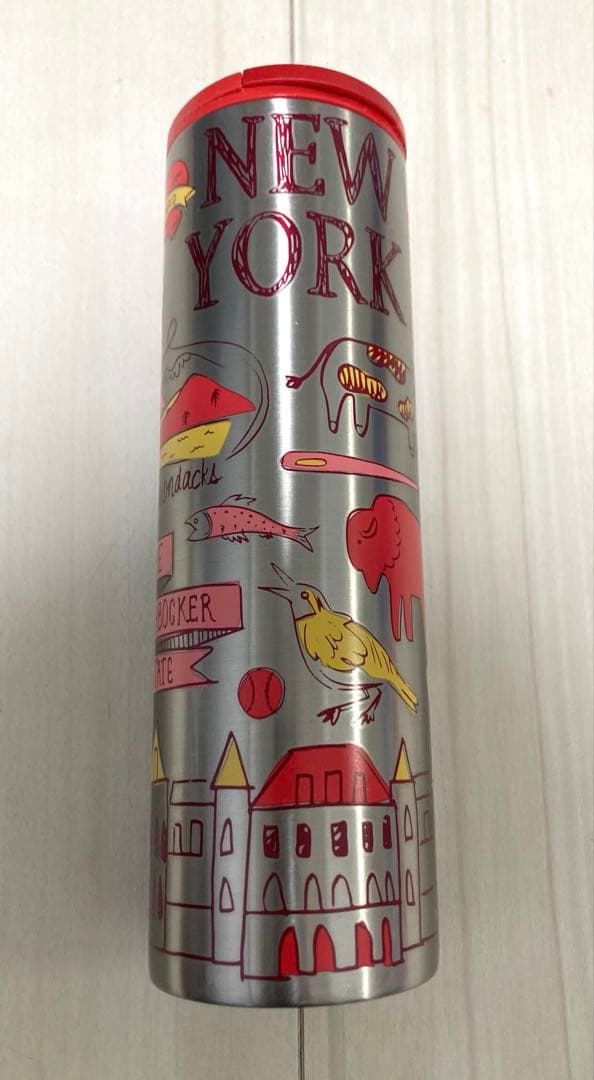 NEW
YORK
ondacks
E
BOCKER
ATE